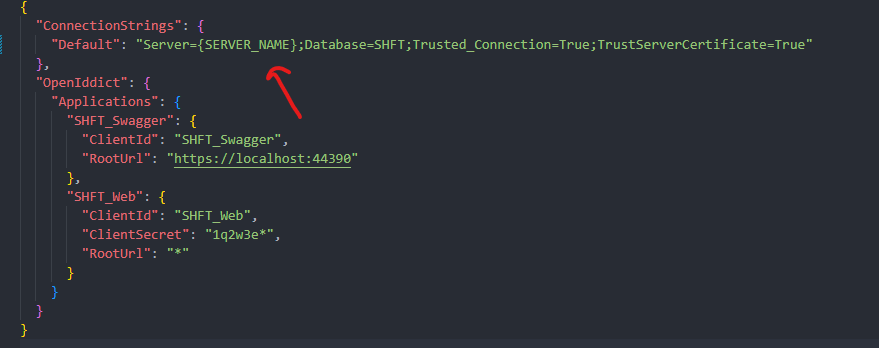 {
"ConnectionStrings": {
"Default": "Server={SERVER_NAME};Database=SHFT;Trusted_Connection=True;TrustServerCertificate=True"
},
"OpenIddict": {
"Applications": {
"SHFT_Swagger": {
"ClientId": "SHFT_Swagger",
"RootUrl": "https://localhost:44390"
},
"SHFT_Web": {
"ClientId": "SHFT_Web",
"ClientSecret": "1q2w3e*",
"RootUrl": "*"
}
}
}
}